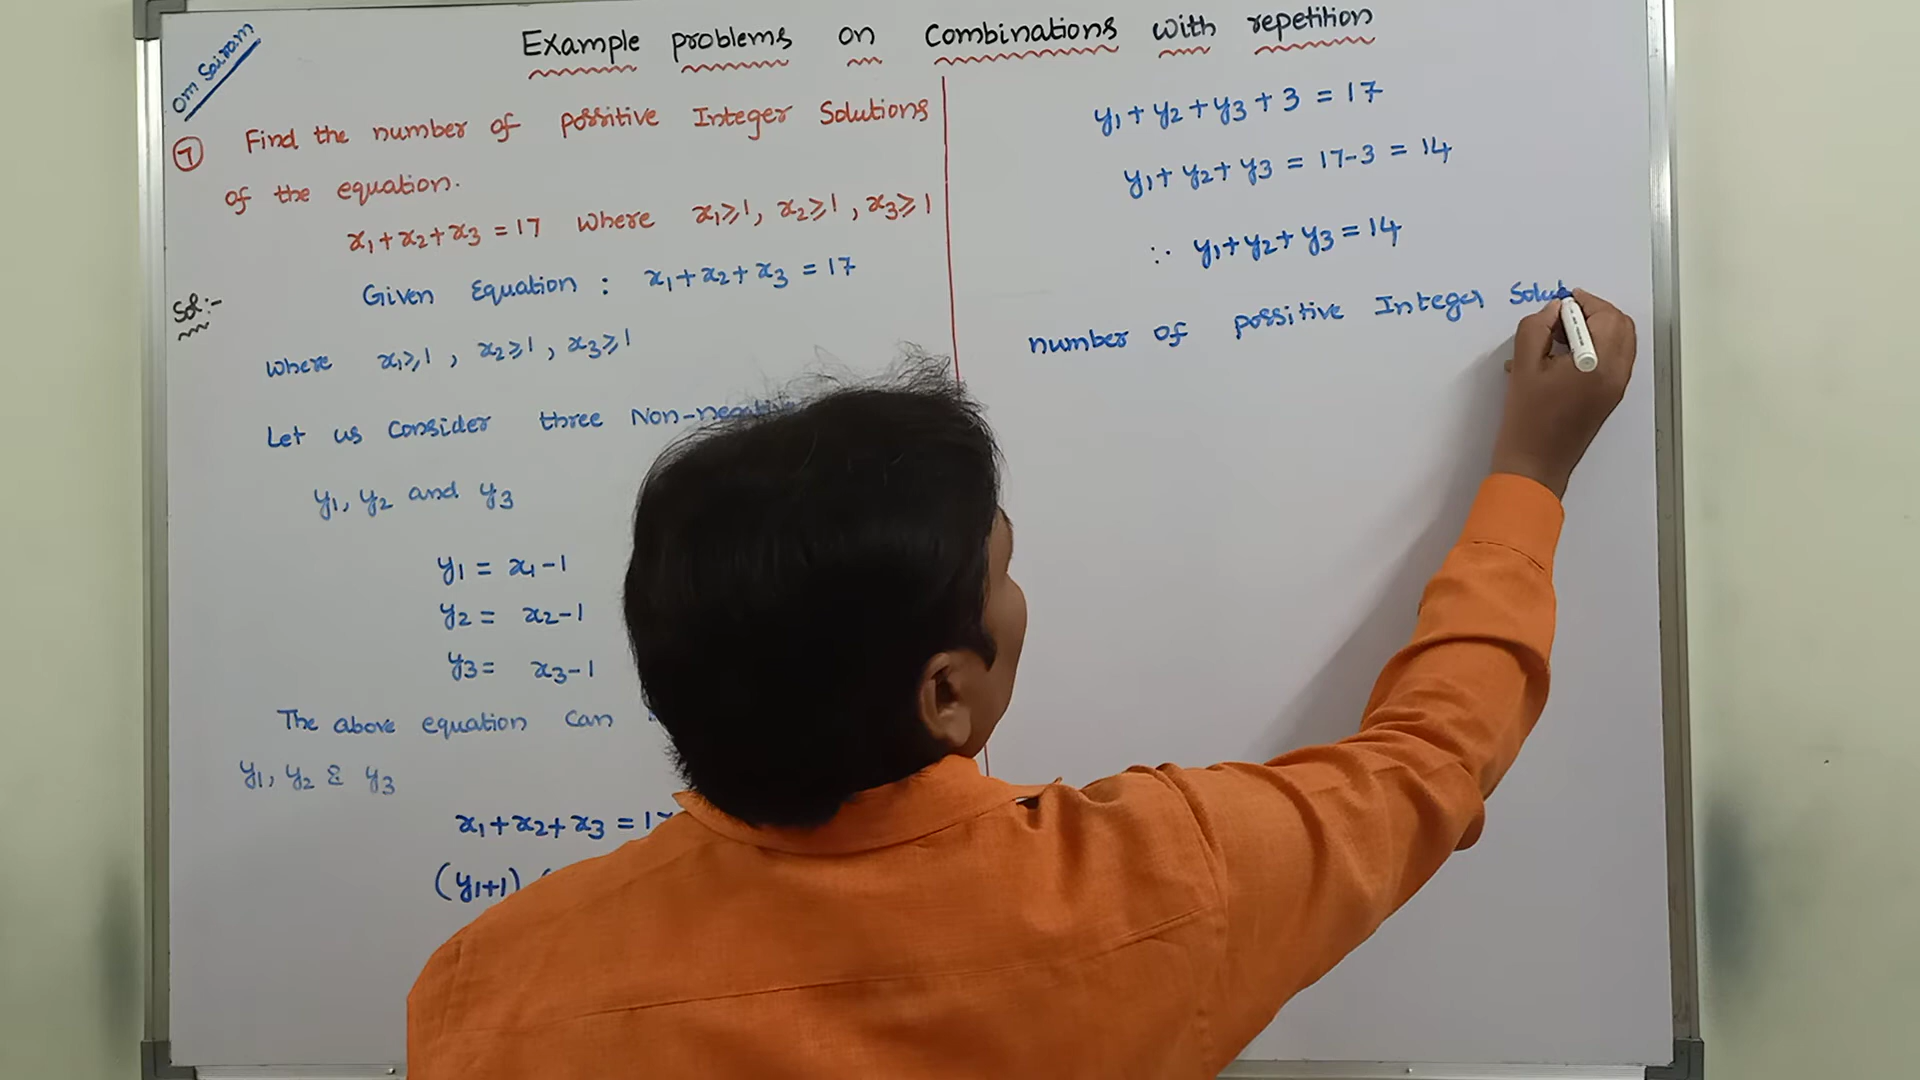 Om Sairam
Example problems on Combinations with repetition
7 Find the number of possitive Integer Solutions
of the equation.
x1+x2+x3=17 Where x1≥1, x2≥1, x3≥1
Sol:- Given Equation : x1+x2+x3=17
Where x1≥1, x2≥1, x3≥1
Let us Consider three Non-negative
y1, y2 and y3
y1 = x1-1
y2 = x2-1
y3 = x3-1
The above equation Can
y1, y2 & y3
x1+x2+x3=17
(y1+1)
y1+y2+y3+3=17
y1+y2+y3=17-3=14
∴ y1+y2+y3=14
number of possitive Integer Solut